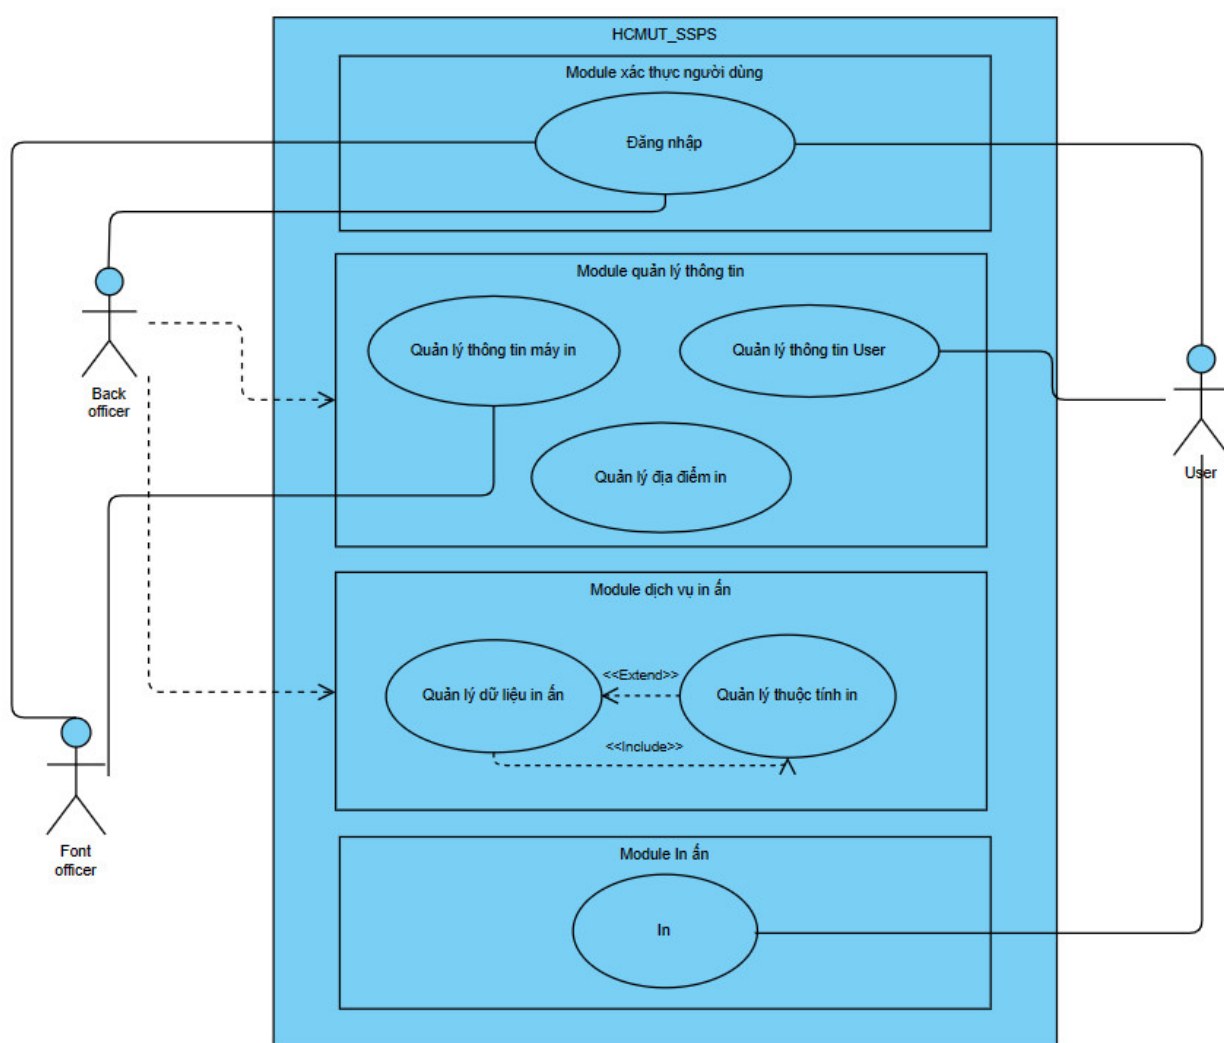 HCMUT_SSPS
Module xác thực người dùng
Đăng nhập
Module quản lý thông tin
Quản lý thông tin máy in
Quản lý thông tin User
Back
officer
Quản lý địa điểm in
User
Module dịch vụ in ấn
<<Extend>>
Quản lý dữ liệu in ấn
Quản lý thuộc tính in
<<Include>>
Font
officer
Module In ấn
In